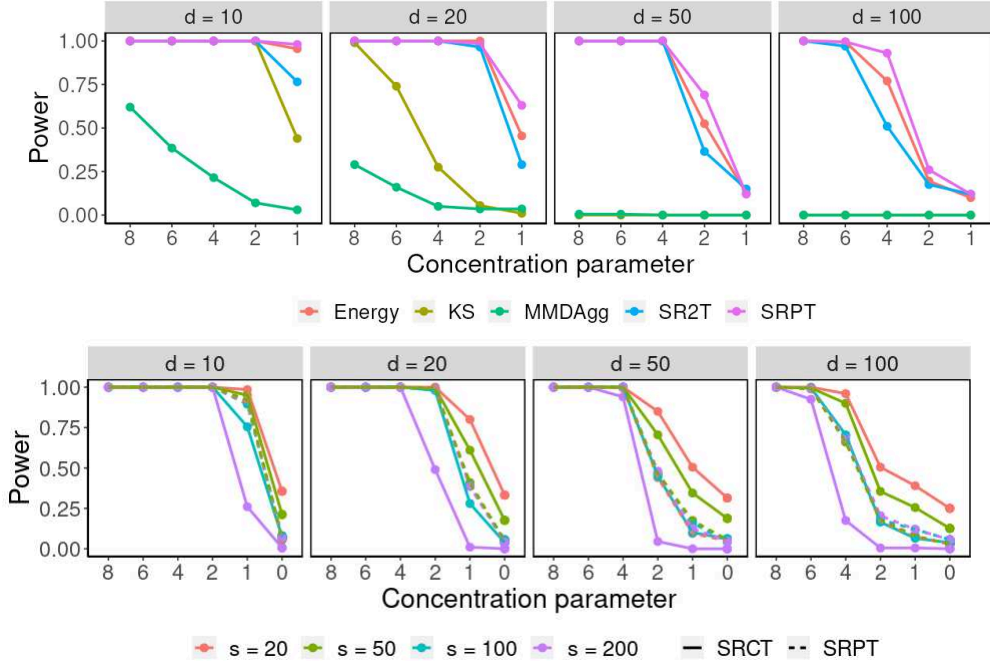 d = 10 d = 20 d = 50 d = 100
1.00
0.75
0.50
0.25
0.00
Power
8 6 4 2 1 8 6 4 2 1 8 6 4 2 1 8 6 4 2 1
Concentration parameter
Energy KS MMDAgg SR2T SRPT
d = 10 d = 20 d = 50 d = 100
1.00
0.75
0.50
0.25
0.00
Power
8 6 4 2 1 0 8 6 4 2 1 0 8 6 4 2 1 0 8 6 4 2 1 0
Concentration parameter
s = 20 s = 50 s = 100 s = 200 SRCT SRPT